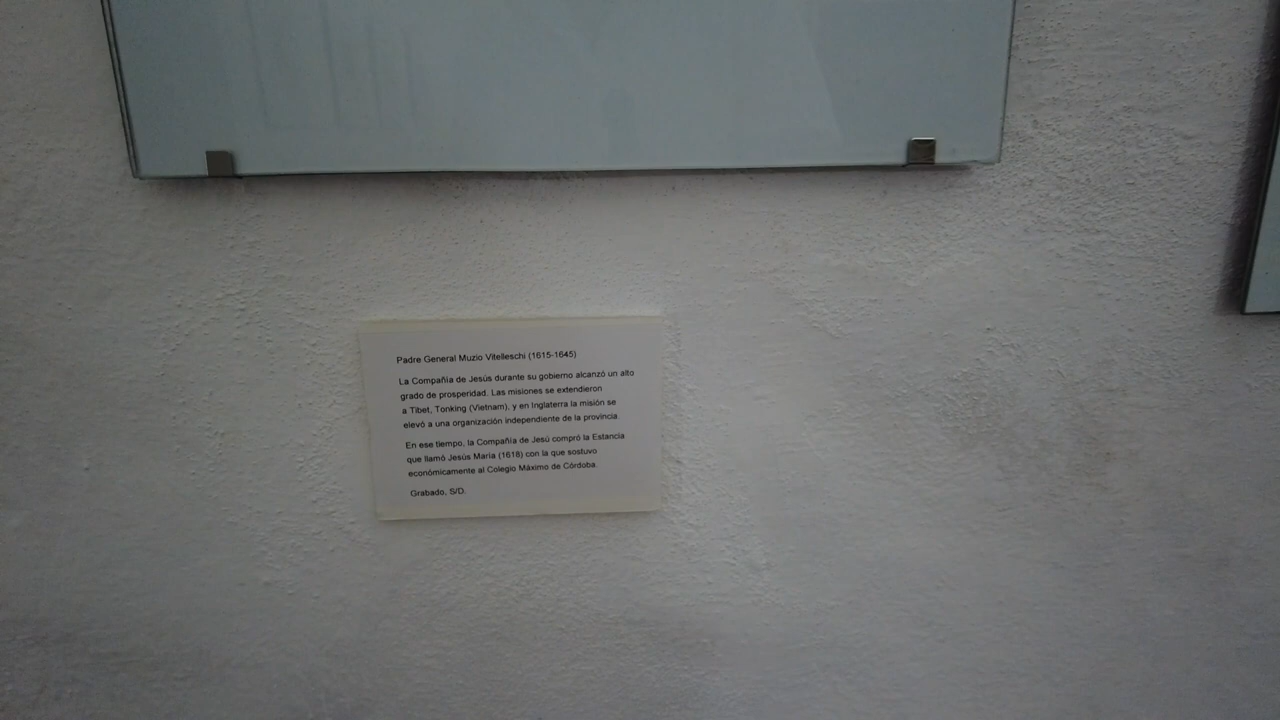 Padre General Muzio Vitelleschi (1615-1645)
La Compañía de Jesús durante su gobierno alcanzó un alto
grado de prosperidad. Las misiones se extendieron
a Tibet, Tonking (Vietnam), y en Inglaterra la misión se
elevó a una organización independiente de la provincia.
En ese tiempo, la Compañía de Jesú compró la Estancia
que llamó Jesús María (1618) con la que sostuvo
económicamente al Colegio Máximo de Córdoba.
Grabado, S/D.